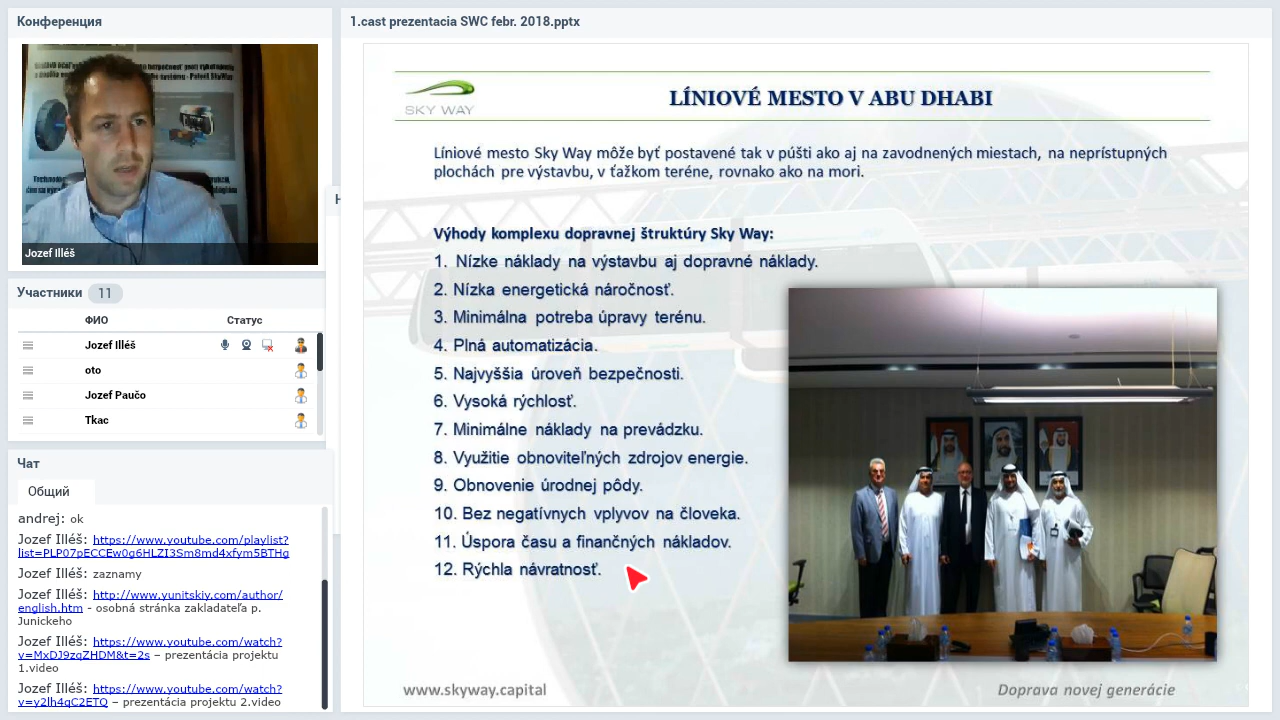 Конференция
Jozef Illéš
Участники 11
ФИО Статус
Jozef Illéš
oto
Jozef Paučo
Tkac
Чат
Общий
andrej: ok
Jozef Illéš: https://www.youtube.com/playlist?
list=PLP07pECCEw0g6HLZI3Sm8md4xfym5BTHg
Jozef Illéš: zaznamy
Jozef Illéš: http://www.yunitskiy.com/author/
english.htm - osobná stránka zakladateľa p.
Junickeho
Jozef Illéš: https://www.youtube.com/watch?
v=MxDJ9zqZHDM&t=2s – prezentácia projektu
1.video
Jozef Illéš: https://www.youtube.com/watch?
v=y2lh4qC2ETQ – prezentácia projektu 2.video
1.cast prezentacia SWC febr. 2018.pptx
SKY WAY
LÍNIOVÉ MESTO V ABU DHABI
Líniové mesto Sky Way môže byť postavené tak v púšti ako aj na zavodnených miestach, na neprístupných
plochách pre výstavbu, v ťažkom teréne, rovnako ako na mori.
Výhody komplexu dopravnej štruktúry Sky Way:
1. Nízke náklady na výstavbu aj dopravné náklady.
2. Nízka energetická náročnosť.
3. Minimálna potreba úpravy terénu.
4. Plná automatizácia.
5. Najvyššia úroveň bezpečnosti.
6. Vysoká rýchlosť.
7. Minimálne náklady na prevádzku.
8. Využitie obnoviteľných zdrojov energie.
9. Obnovenie úrodnej pôdy.
10. Bez negatívnych vplyvov na človeka.
11. Úspora času a finančných nákladov.
12. Rýchla návratnosť.
www.skyway.capital
Doprava novej generácie